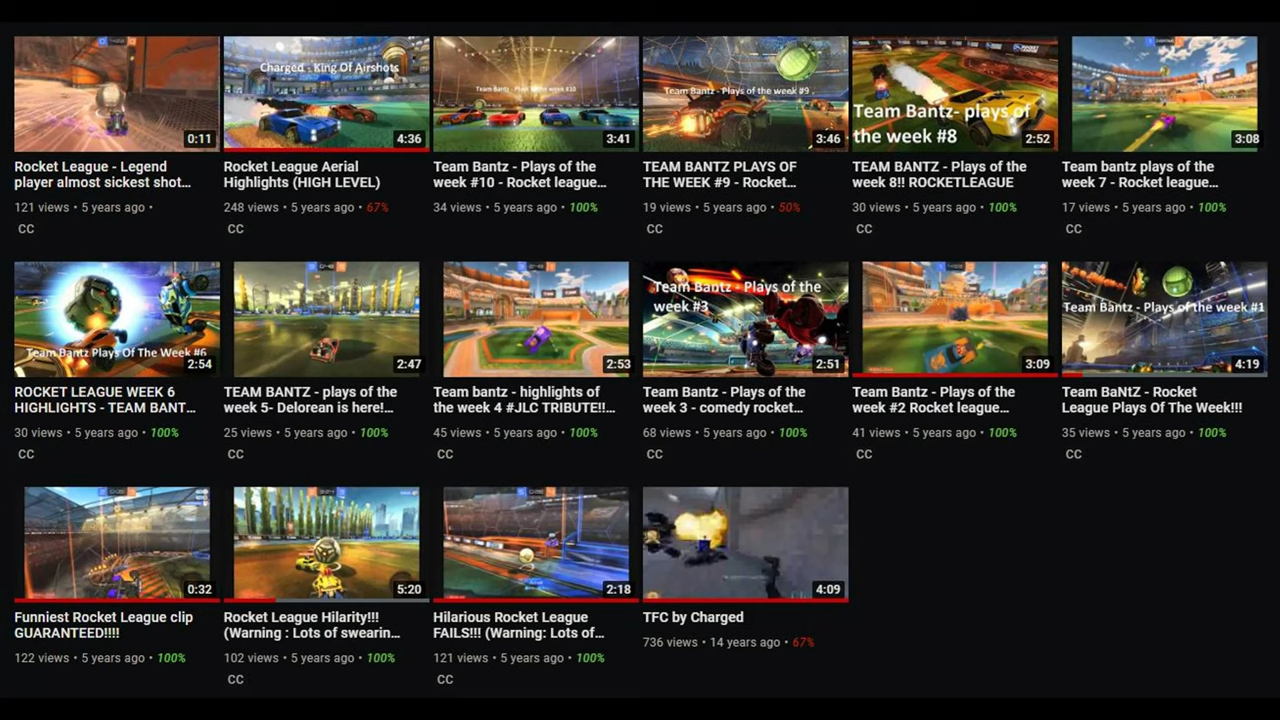 Charged - King Of Airshots
Team Bantz - Plays of the week #10
Team Bantz - Plays of the week #9
Team Bantz - plays of
the week #8
0:11
4:36
3:41
3:46
2:52
3:08
Rocket League - Legend
player almost sickest shot...
121 views • 5 years ago •
CC
Rocket League Aerial
Highlights (HIGH LEVEL)
248 views • 5 years ago • 67%
CC
Team Bantz - Plays of the
week #10 - Rocket league...
34 views • 5 years ago • 100%
CC
TEAM BANTZ PLAYS OF
THE WEEK #9 - Rocket...
19 views • 5 years ago • 50%
CC
TEAM BANTZ - Plays of the
week 8!! ROCKETLEAGUE
30 views • 5 years ago • 100%
CC
Team bantz plays of the
week 7 - Rocket league...
17 views • 5 years ago • 100%
CC
Team Bantz Plays Of The Week #6
Team Bantz - Plays of the
week #3
Team Bantz - Plays of the week #1
2:54
2:47
2:53
2:51
3:09
4:19
ROCKET LEAGUE WEEK 6
HIGHLIGHTS - TEAM BANT...
30 views • 5 years ago • 100%
CC
TEAM BANTZ - plays of the
week 5- Delorean is here!...
25 views • 5 years ago • 100%
CC
Team bantz - highlights of
the week 4 #JLC TRIBUTE!!...
45 views • 5 years ago • 100%
CC
Team Bantz - Plays of the
week 3 - comedy rocket...
68 views • 5 years ago • 100%
CC
Team Bantz - Plays of the
week #2 Rocket league...
41 views • 5 years ago • 100%
CC
Team BaNtZ - Rocket
League Plays Of The Week!!!
35 views • 5 years ago • 100%
CC
0:32
5:20
2:18
4:09
Funniest Rocket League clip
GUARANTEED!!!!
122 views • 5 years ago • 100%
Rocket League Hilarity!!!
(Warning : Lots of swearin...
102 views • 5 years ago • 100%
CC
Hilarious Rocket League
FAILS!!! (Warning: Lots of...
121 views • 5 years ago • 100%
CC
TFC by Charged
736 views • 14 years ago • 67%